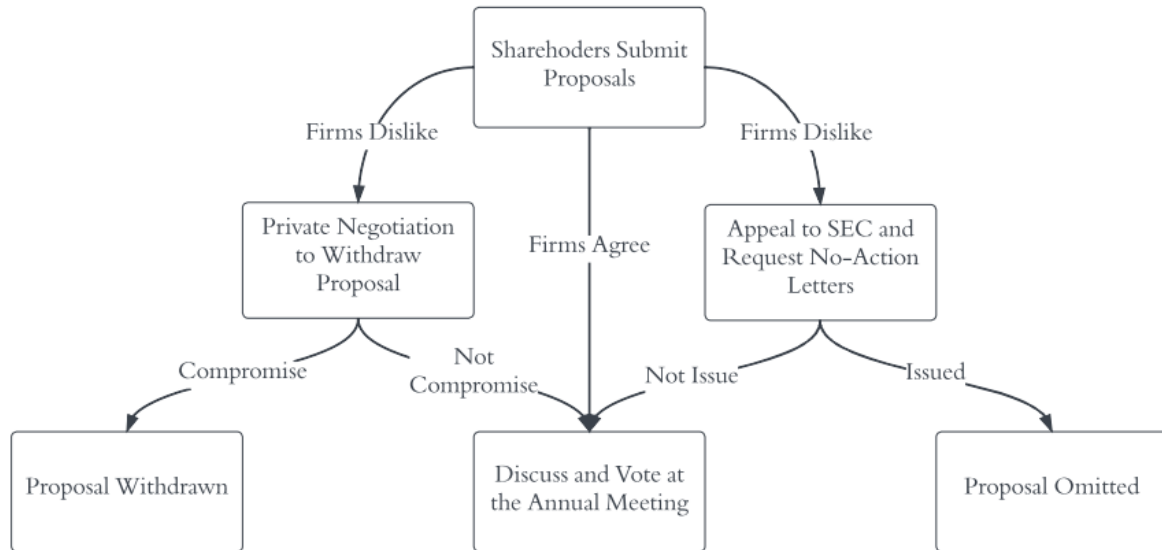 Sharehoders Submit
Proposals
Firms Dislike
Firms Dislike
Private Negotiation
to Withdraw
Proposal
Firms Agree
Appeal to SEC and
Request No-Action
Letters
Compromise
Not
Compromise
Not Issue
Issued
Proposal Withdrawn
Discuss and Vote at
the Annual Meeting
Proposal Omitted